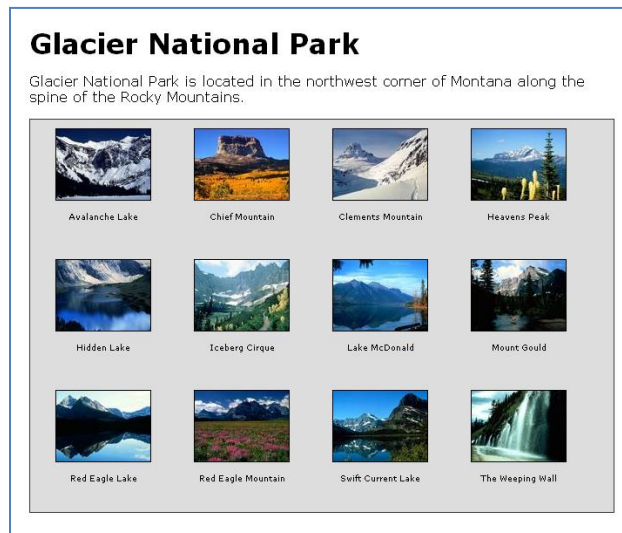 Glacier National Park
Glacier National Park is located in the northwest corner of Montana along the
spine of the Rocky Mountains.
Avalanche Lake
Chief Mountain
Clements Mountain
Heavens Peak
Hidden Lake
Iceberg Cirque
Lake McDonald
Mount Gould
Red Eagle Lake
Red Eagle Mountain
Swift Current Lake
The Weeping Wall